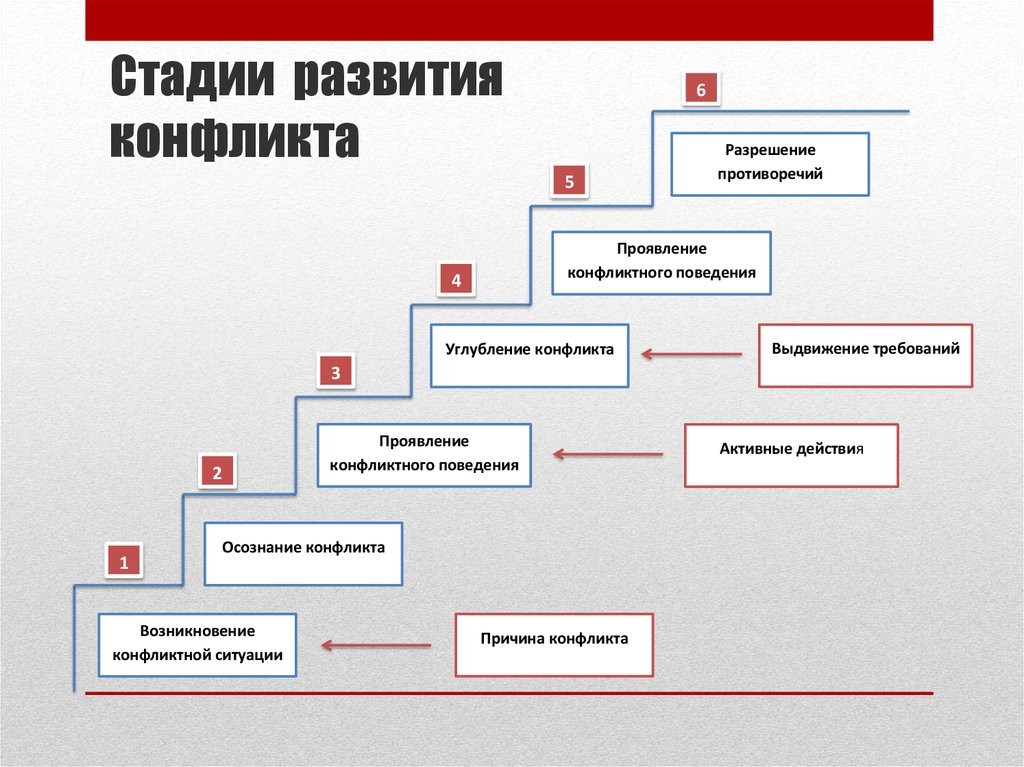 Стадии развития
конфликта
6
Разрешение
противоречий
5
Проявление
конфликтного поведения
4
Углубление конфликта
Выдвижение требований
3
Проявление
конфликтного поведения
Активные действия
2
Осознание конфликта
1
Возникновение
конфликтной ситуации
Причина конфликта